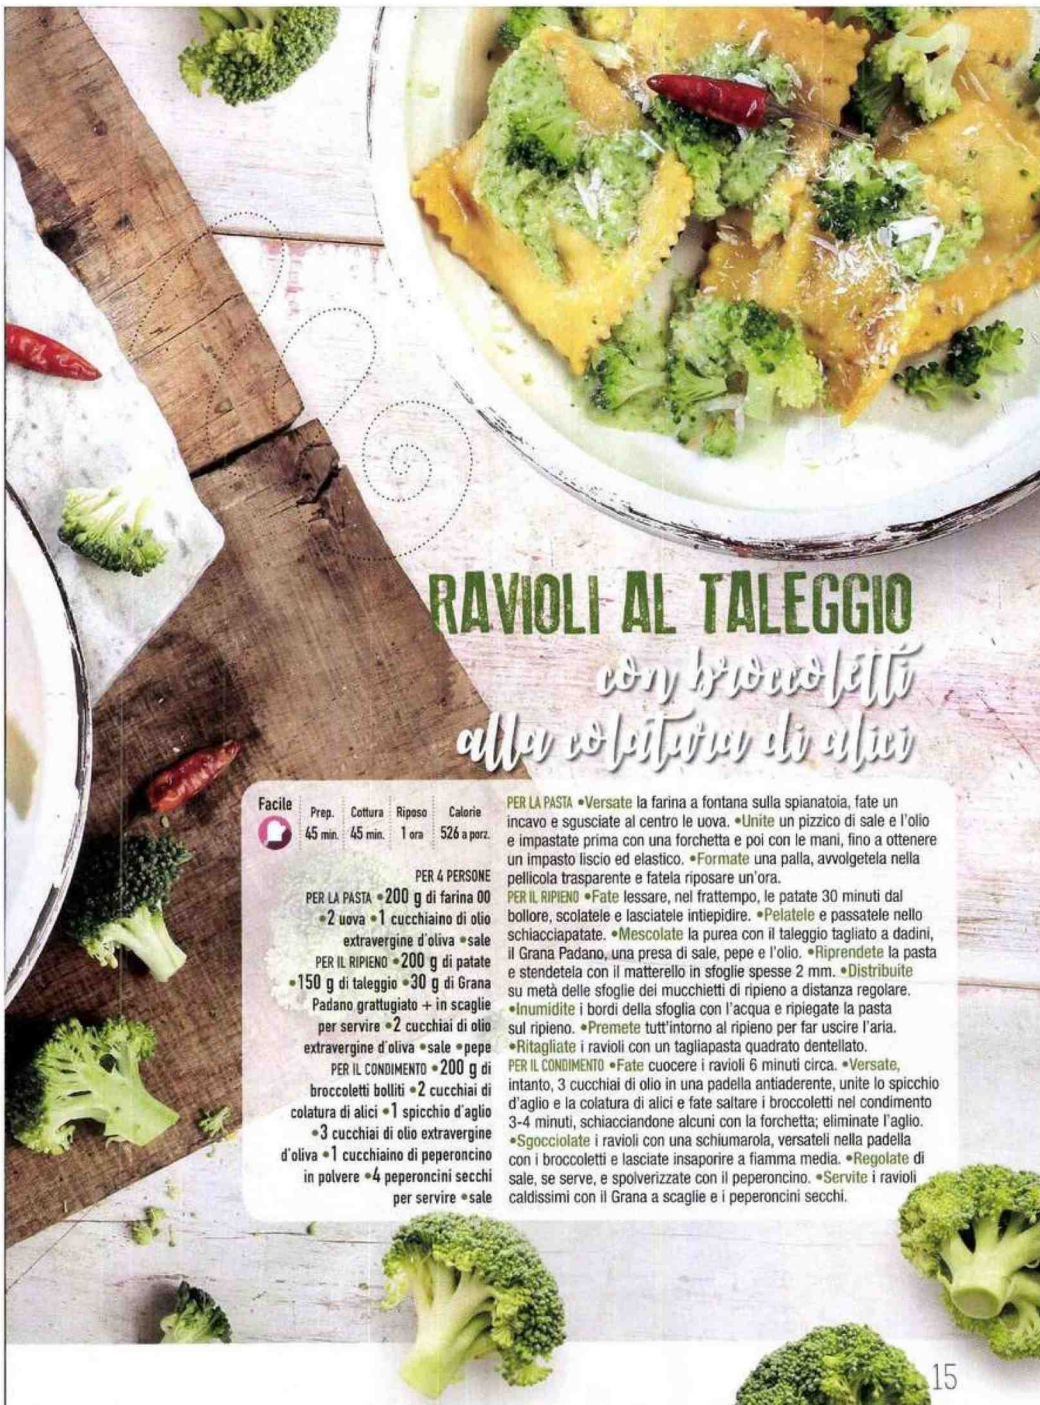 RAVIOLI AL TALEGGIO
con broccoletti
alla colatura di alici
Facile
Prep. Cottura Riposo Calorie
45 min. 45 min. 1 ora 526 a porz.
PER 4 PERSONE
PER LA PASTA •200 g di farina 00
•2 uova •1 cucchiaino di olio
extravergine d'oliva •sale
PER IL RIPIENO •200 g di patate
•150 g di taleggio •30 g di Grana
Padano grattugiato + in scaglie
per servire •2 cucchiai di olio
extravergine d'oliva •sale •pepe
PER IL CONDIMENTO •200 g di
broccoletti bolliti •2 cucchiai di
colatura di alici •1 spicchio d'aglio
•3 cucchiai di olio extravergine
d'oliva •1 cucchiaino di peperoncino
in polvere •4 peperoncini secchi
per servire •sale
PER LA PASTA •Versate la farina a fontana sulla spianatoia, fate un
incavo e sgusciate al centro le uova. •Unite un pizzico di sale e l'olio
e impastate prima con una forchetta e poi con le mani, fino a ottenere
un impasto liscio ed elastico. •Formate una palla, avvolgetela nella
pellicola trasparente e fatela riposare un'ora.
PER IL RIPIENO •Fate lessare, nel frattempo, le patate 30 minuti dal
bollore, scolatele e lasciatele intiepidire. •Pelatele e passatele nello
schiacciapatate. •Mescolate la purea con il taleggio tagliato a dadini,
il Grana Padano, una presa di sale, pepe e l'olio. •Riprendete la pasta
e stendetela con il matterello in sfoglie spesse 2 mm. •Distribuite
su metà delle sfoglie dei mucchietti di ripieno a distanza regolare.
•Inumidite i bordi della sfoglia con l'acqua e ripiegate la pasta
sul ripieno. •Premete tutt'intorno al ripieno per far uscire l'aria.
•Ritagliate i ravioli con un tagliapasta quadrato dentellato.
PER IL CONDIMENTO •Fate cuocere i ravioli 6 minuti circa. •Versate,
intanto, 3 cucchiai di olio in una padella antiaderente, unite lo spicchio
d'aglio e la colatura di alici e fate saltare i broccoletti nel condimento
3-4 minuti, schiacciandone alcuni con la forchetta; eliminate l'aglio.
•Sgocciolate i ravioli con una schiumarola, versateli nella padella
con i broccoletti e lasciate insaporire a fiamma media. •Regolate di
sale, se serve, e spolverizzate con il peperoncino. •Servite i ravioli
caldissimi con il Grana a scaglie e i peperoncini secchi.
15